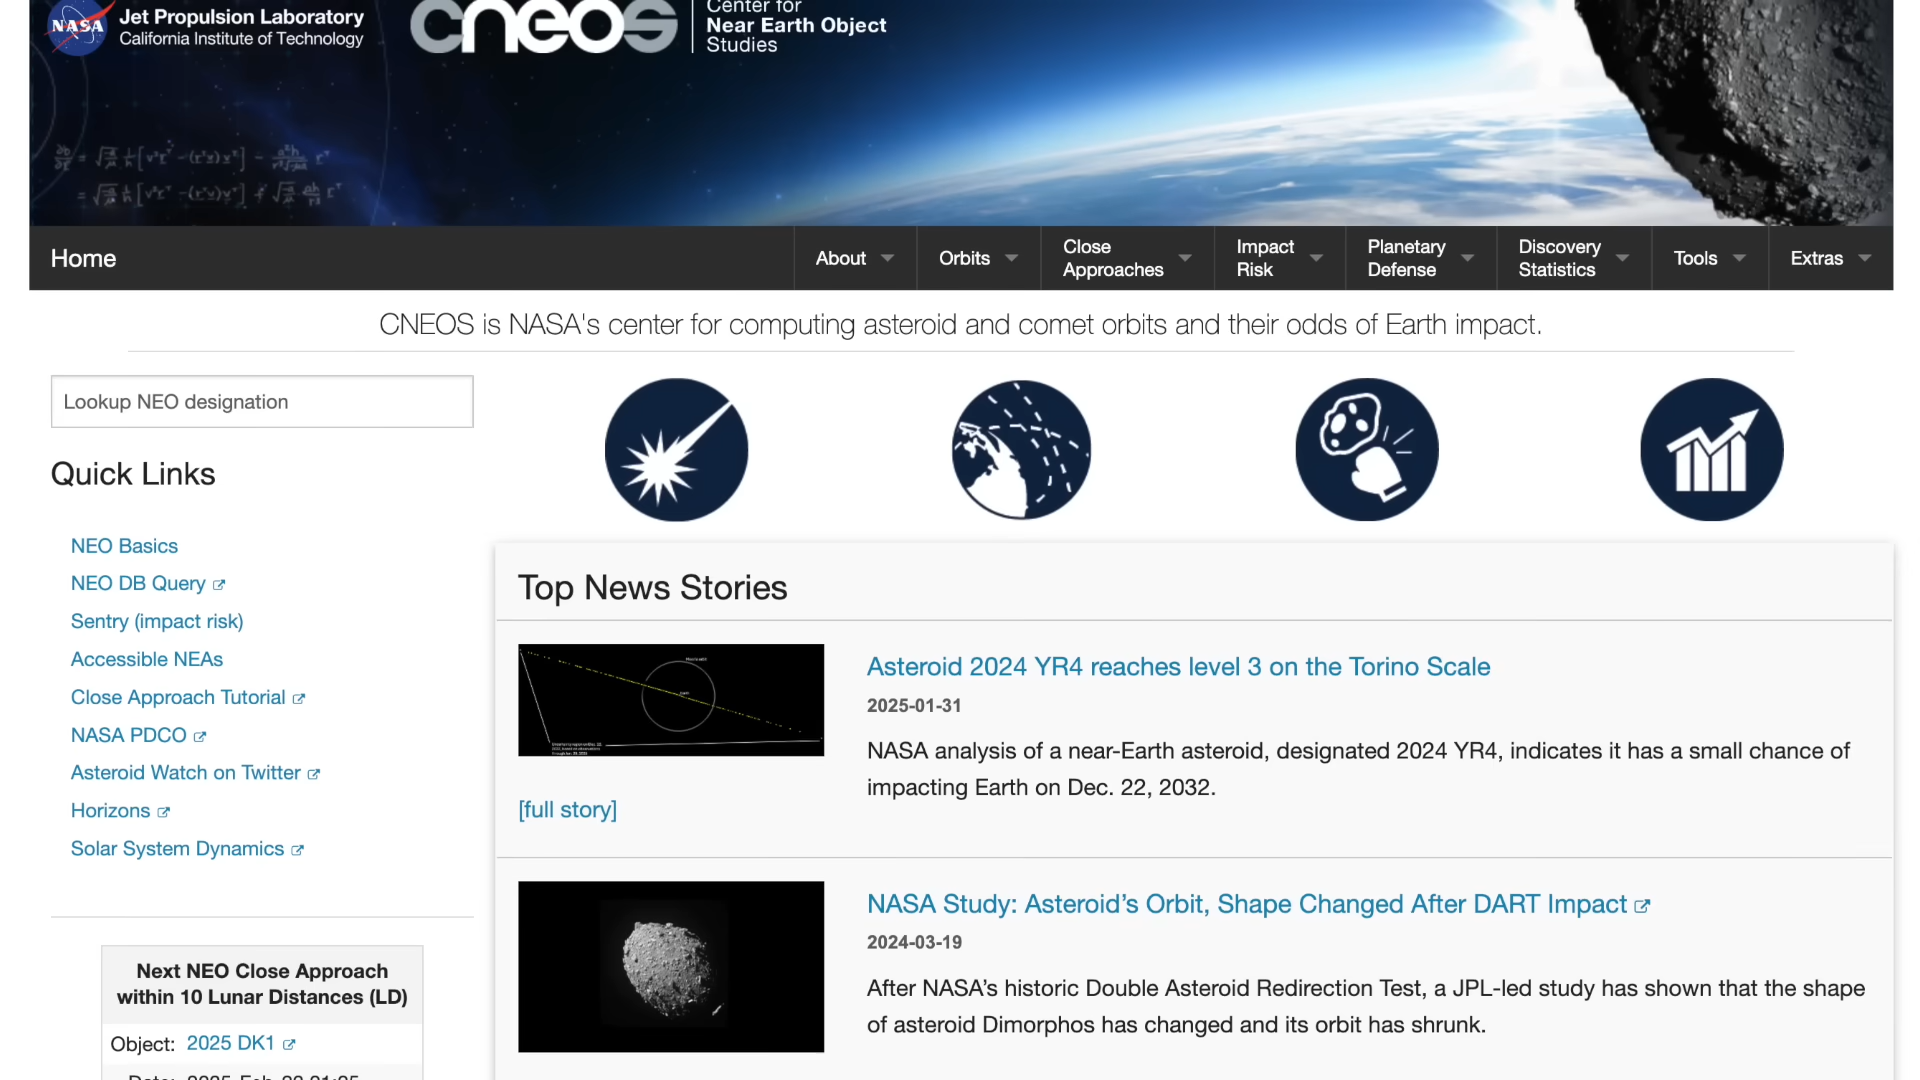 NASA
Jet Propulsion Laboratory
California Institute of Technology
cneos
Center for
Near Earth Object
Studies
Home
About
Orbits
Close
Approaches
Impact
Risk
Planetary
Defense
Discovery
Statistics
Tools
Extras
CNEOS is NASA's center for computing asteroid and comet orbits and their odds of Earth impact.
Lookup NEO designation
Quick Links
NEO Basics
NEO DB Query
Sentry (impact risk)
Accessible NEAs
Close Approach Tutorial
NASA PDCO
Asteroid Watch on Twitter
Horizons
Solar System Dynamics
Next NEO Close Approach
within 10 Lunar Distances (LD)
Object: 2025 DK1
Top News Stories
Asteroid 2024 YR4 reaches level 3 on the Torino Scale
2025-01-31
NASA analysis of a near-Earth asteroid, designated 2024 YR4, indicates it has a small chance of
impacting Earth on Dec. 22, 2032.
[full story]
NASA Study: Asteroid’s Orbit, Shape Changed After DART Impact
2024-03-19
After NASA’s historic Double Asteroid Redirection Test, a JPL-led study has shown that the shape
of asteroid Dimorphos has changed and its orbit has shrunk.